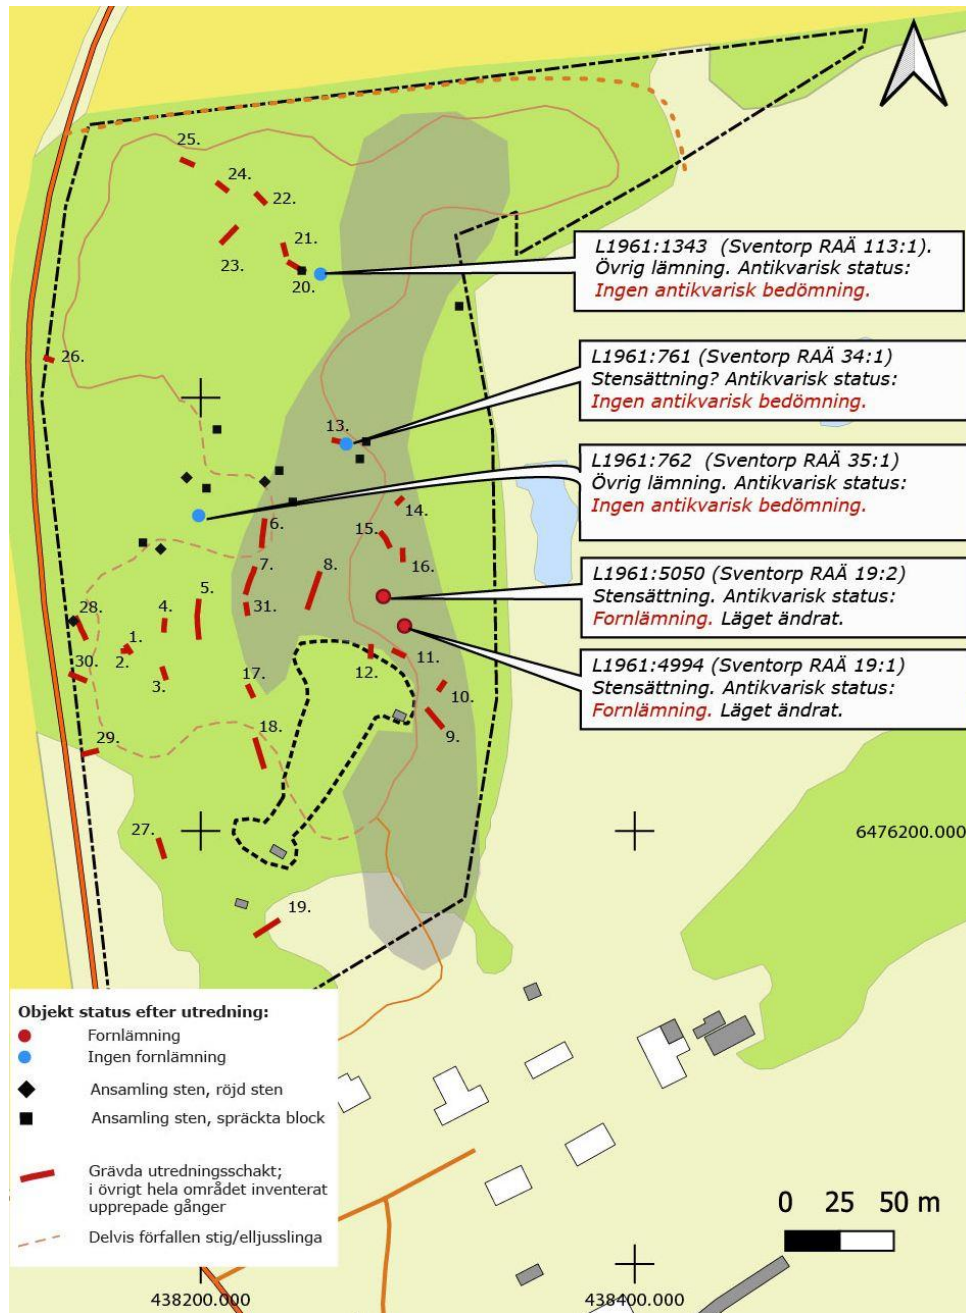 25.
24.
22.
23.
21.
20.
L1961:1343 (Sventorp RAÄ 113:1).
Övrig lämning. Antikvarisk status:
Ingen antikvarisk bedömning.
26.
L1961:761 (Sventorp RAÄ 34:1)
Stensättning? Antikvarisk status:
Ingen antikvarisk bedömning.
13.
L1961:762 (Sventorp RAÄ 35:1)
Övrig lämning. Antikvarisk status:
Ingen antikvarisk bedömning.
14.
6.
15.
16.
7.
8.
L1961:5050 (Sventorp RAÄ 19:2)
Stensättning. Antikvarisk status:
Fornlämning. Läget ändrat.
5.
31.
28.
4.
1.
2.
30.
3.
L1961:4994 (Sventorp RAÄ 19:1)
Stensättning. Antikvarisk status:
Fornlämning. Läget ändrat.
17.
12.
11.
10.
9.
18.
29.
27.
6476200.000
19.
Objekt status efter utredning:
Fornlämning
Ingen fornlämning
Ansamling sten, röjd sten
Ansamling sten, spräckta block
Grävda utredningsschakt;
i övrigt hela området inventerat
upprepade gånger
Delvis förfallen stig/elljusslinga
0 25 50 m
438200.000
438400.000